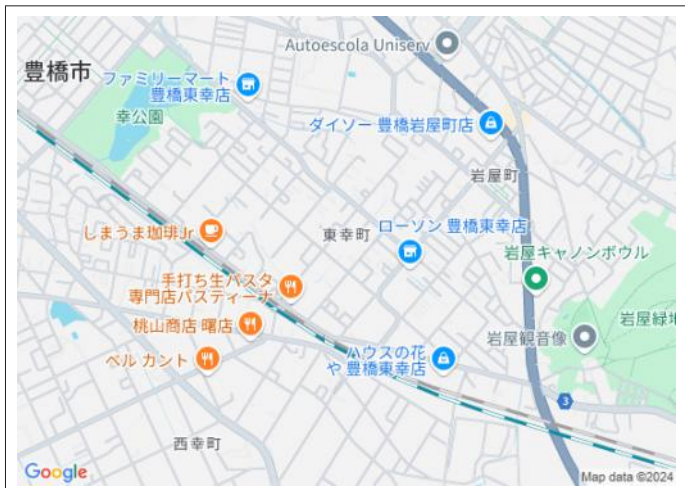 Autoescola Uniserv
豊橋市
ファミリーマート
豊橋東幸店
幸公園
ダイソー 豊橋岩屋町店
岩屋町
しまうま珈琲Jr
東幸町
ローソン 豊橋東幸店
岩屋キャノンボウル
手打ち生パスタ
専門店パスティーナ
桃山商店 曙店
岩屋緑地
岩屋観音像
ベル カント
ハウスの花
や 豊橋東幸店
3
西幸町
Google
Map data ©2024